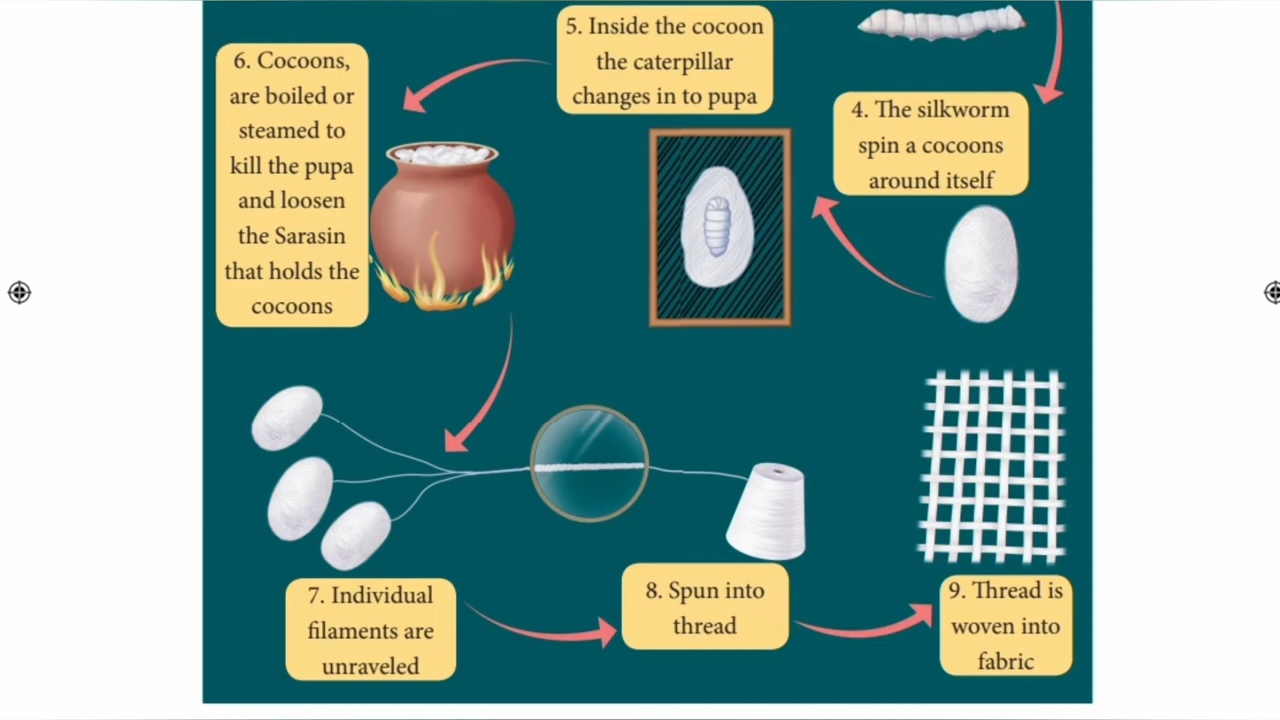 4. The silkworm
spin a cocoons
around itself
5. Inside the cocoon
the caterpillar
changes in to pupa
6. Cocoons,
are boiled or
steamed to
kill the pupa
and loosen
the Sarasin
that holds the
cocoons
7. Individual
filaments are
unraveled
8. Spun into
thread
9. Thread is
woven into
fabric